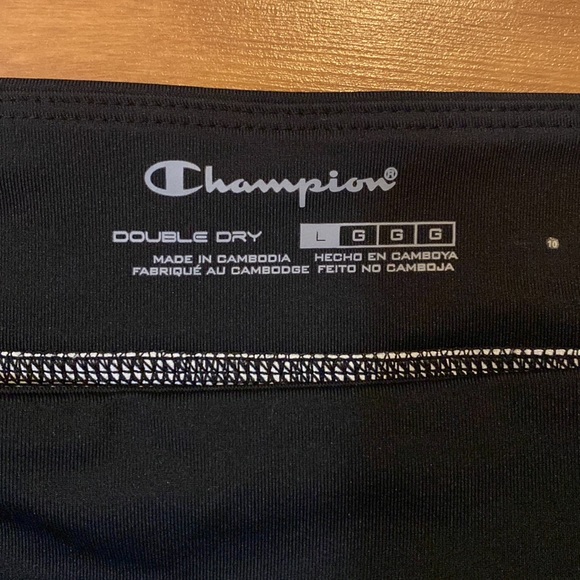 Champion®
DOUBLE DRY L G G G
MADE IN CAMBODIA HECHO EN CAMBOYA
FABRIQUÉ AU CAMBODGE FEITO NO CAMBOJA
10